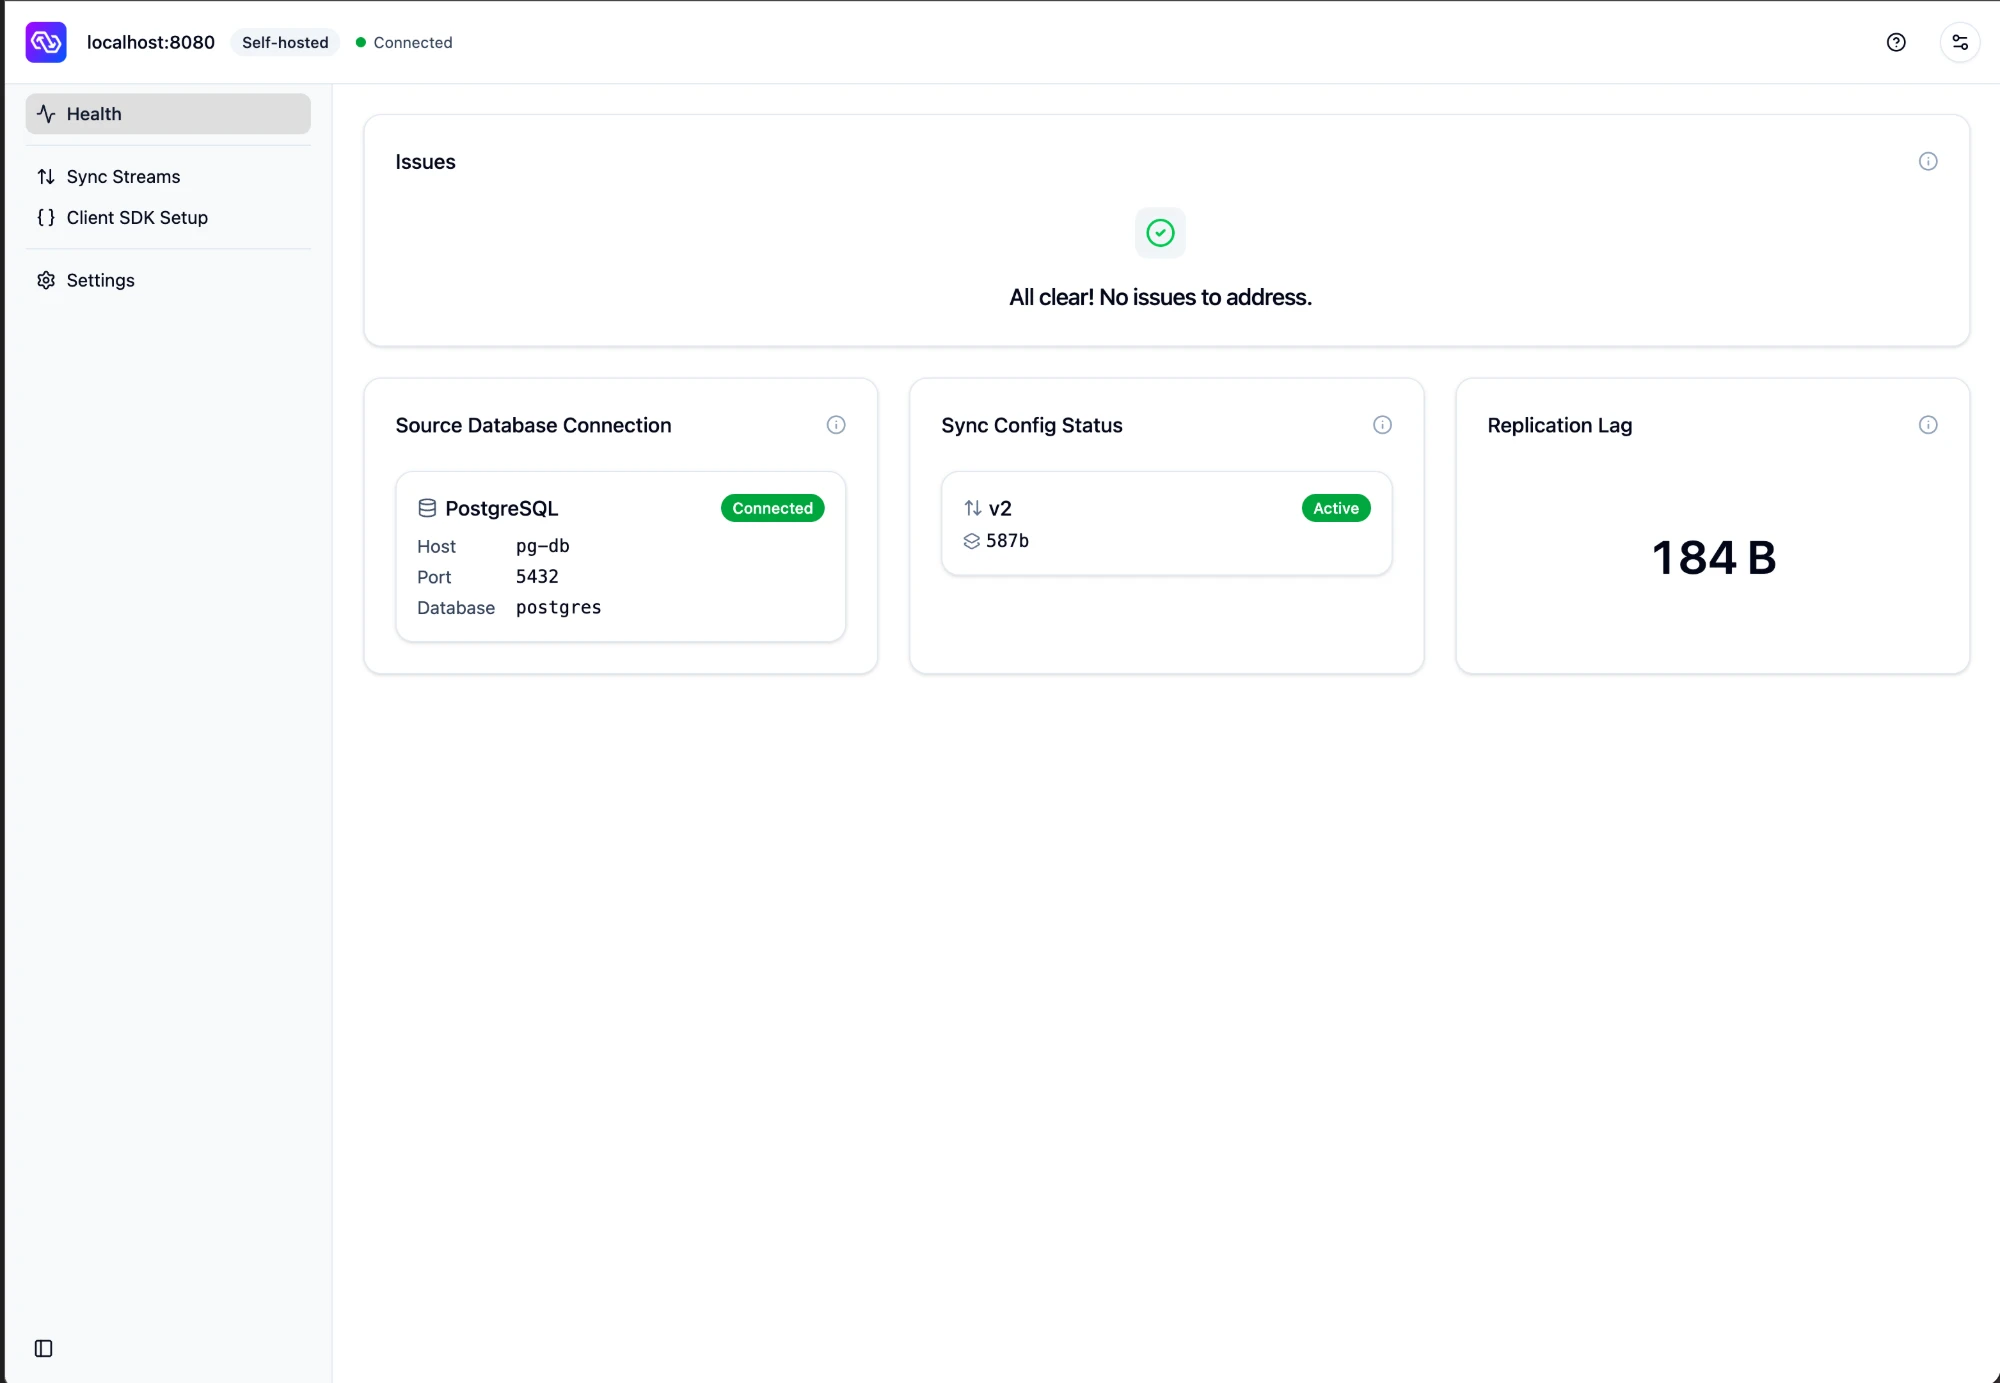 localhost:8080 Self-hosted Connected
Health
Sync Streams
Client SDK Setup
Settings
Issues
All clear! No issues to address.
Source Database Connection
PostgreSQL Connected
Host pg-db
Port 5432
Database postgres
Sync Config Status
v2 Active
587b
Replication Lag
184 B